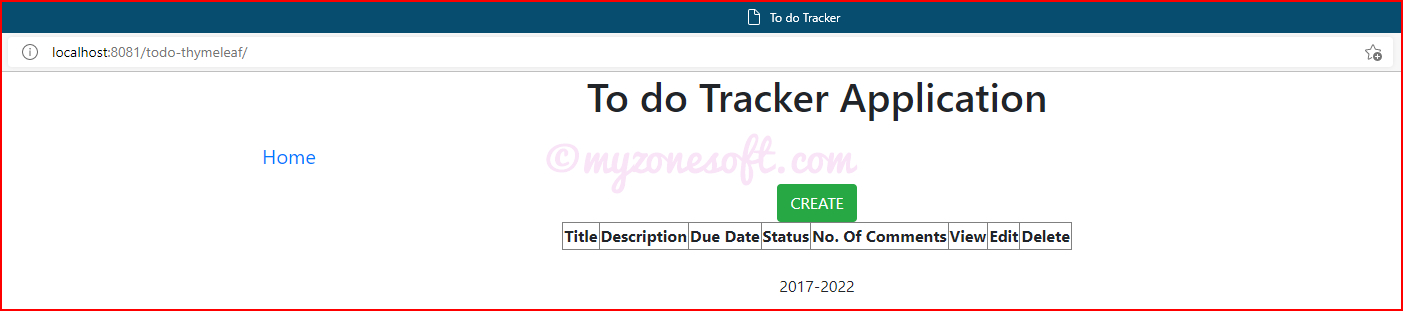 To do Tracker
localhost:8081/todo-thymeleaf/
To do Tracker Application
Home
©myzonesoft.com
CREATE
Title Description Due Date Status No. Of Comments View Edit Delete
2017-2022